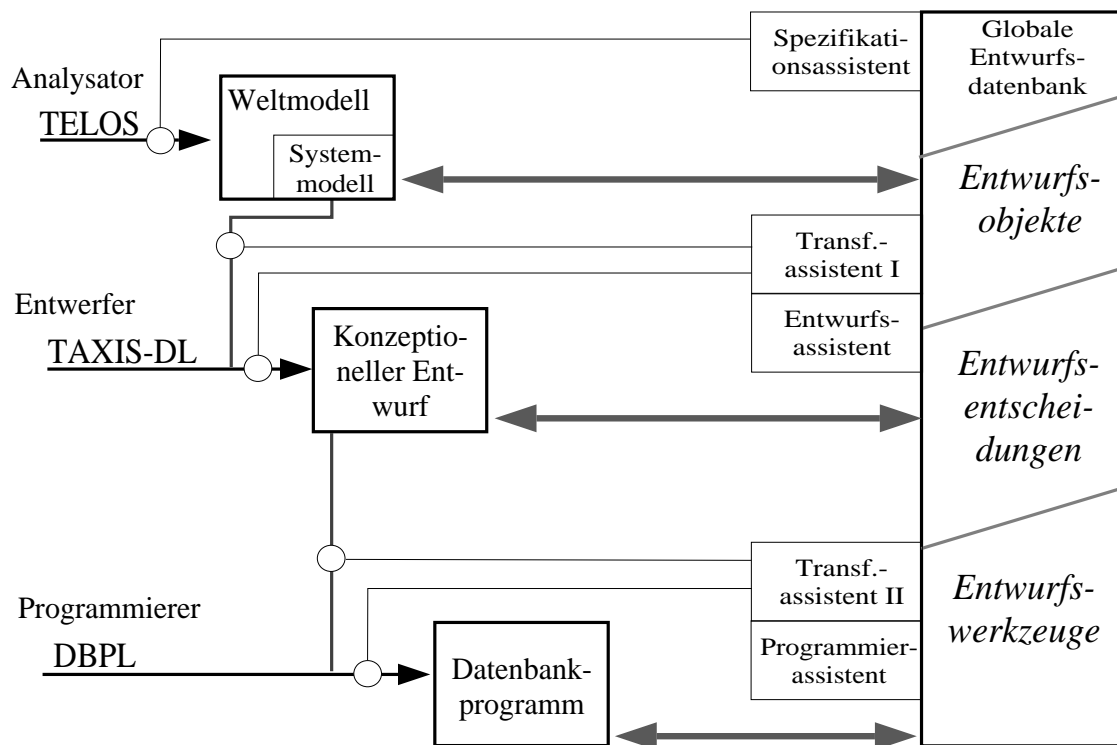 Analysator
TELOS
Weltmodell
System-
modell
Spezifikati-
onsassistent
Globale
Entwurfs-
datenbank
Entwurfs-
objekte
Transf.-
assistent I
Entwurfs-
assistent
Entwerfer
TAXIS-DL
Konzeptio-
neller Ent-
wurf
Entwurfs-
entschei-
dungen
Transf.-
assistent II
Programmier-
assistent
Entwurfs-
werkzeuge
Programmierer
DBPL
Datenbank-
programm